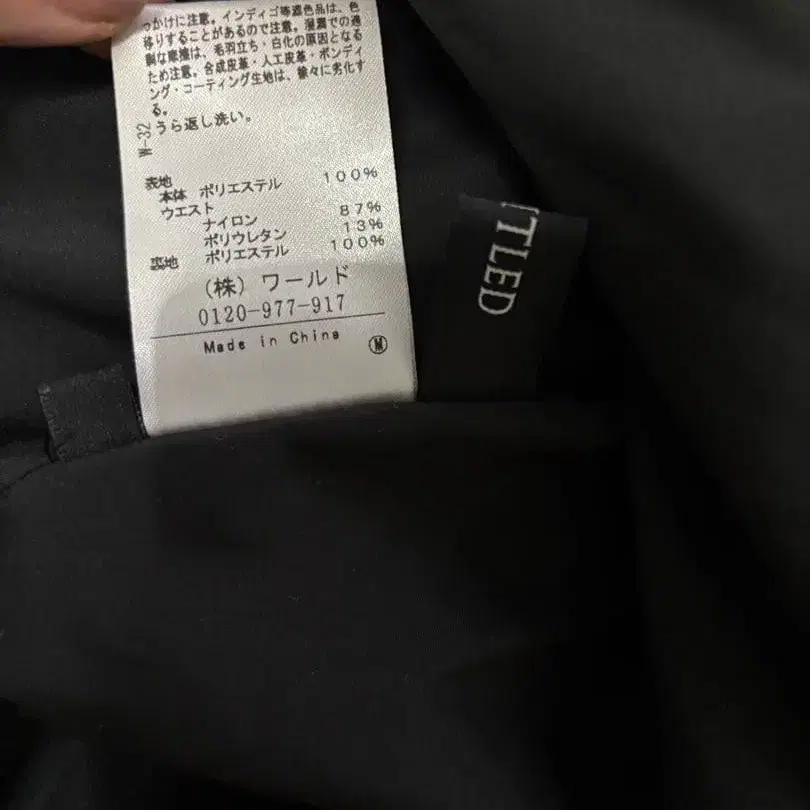 っかけに注意。インディゴ等濃色品は、色
移りすることがあるので注意。湿潤での過
剰な摩擦は、毛羽立ち・白化の原因となる
ため注意。合成皮革・人工皮革・ボンディ
ング・コーティング生地は、徐々に劣化す
る。
うら返し洗い。
W-32
表地
本体 ポリエステル 100%
ウエスト
ナイロン 87%
ポリウレタン 13%
裏地 ポリエステル 100%
(株) ワールド
0120-977-917
Made in China
M
TLED